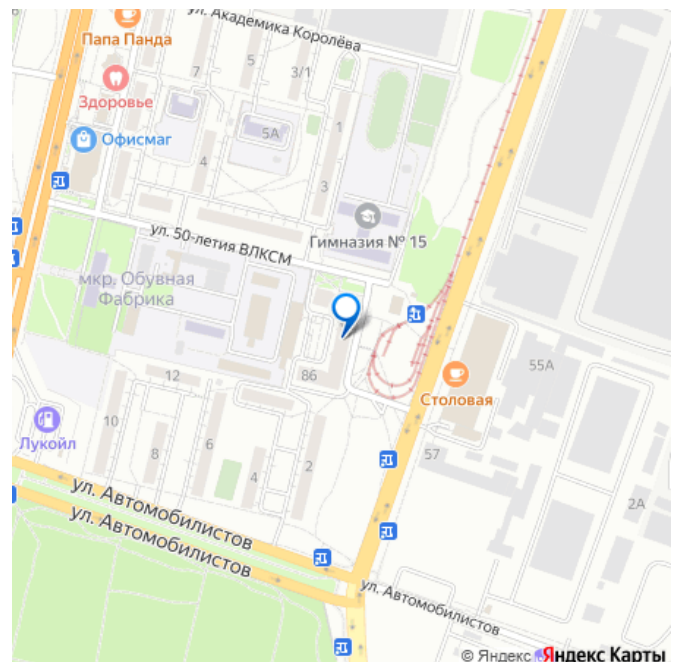 ул. Академика Королёва
Папа Панда
7
5
3/1
Здоровье
Офисмаг
5А
1
4
3
ул. 50-летия ВЛКСМ
Гимназия № 15
мкр. Обувная
Фабрика
12
86
55А
Столовая
10
Лукойл
8
6
4
2
57
2А
ул. Автомобилистов
ул. Автомобилистов
ул. Автомобилистов
© Яндекс Яндекс Карты